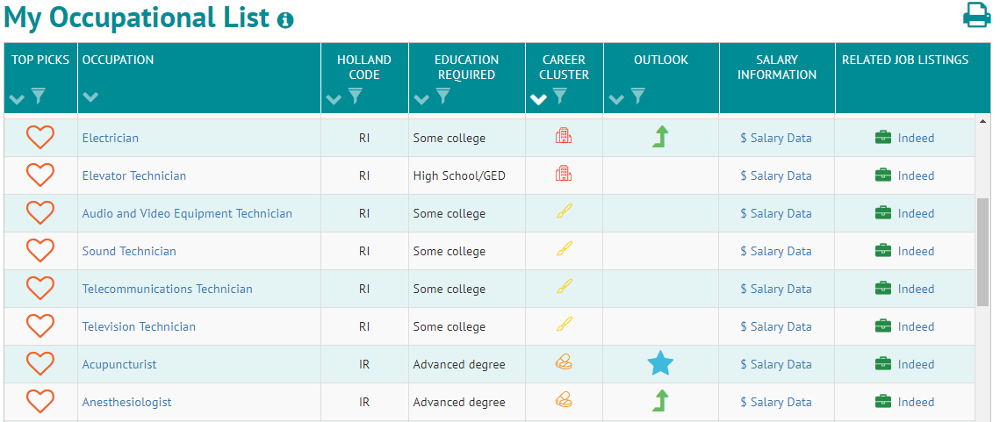 My Occupational List
TOP PICKS
OCCUPATION
HOLLAND
CODE
EDUCATION
REQUIRED
CAREER
CLUSTER
OUTLOOK
SALARY
INFORMATION
RELATED JOB LISTINGS
Electrician RI Some college $ Salary Data Indeed
Elevator Technician RI High School/GED $ Salary Data Indeed
Audio and Video Equipment Technician RI Some college $ Salary Data Indeed
Sound Technician RI Some college $ Salary Data Indeed
Telecommunications Technician RI Some college $ Salary Data Indeed
Television Technician RI Some college $ Salary Data Indeed
Acupuncturist IR Advanced degree $ Salary Data Indeed
Anesthesiologist IR Advanced degree $ Salary Data Indeed